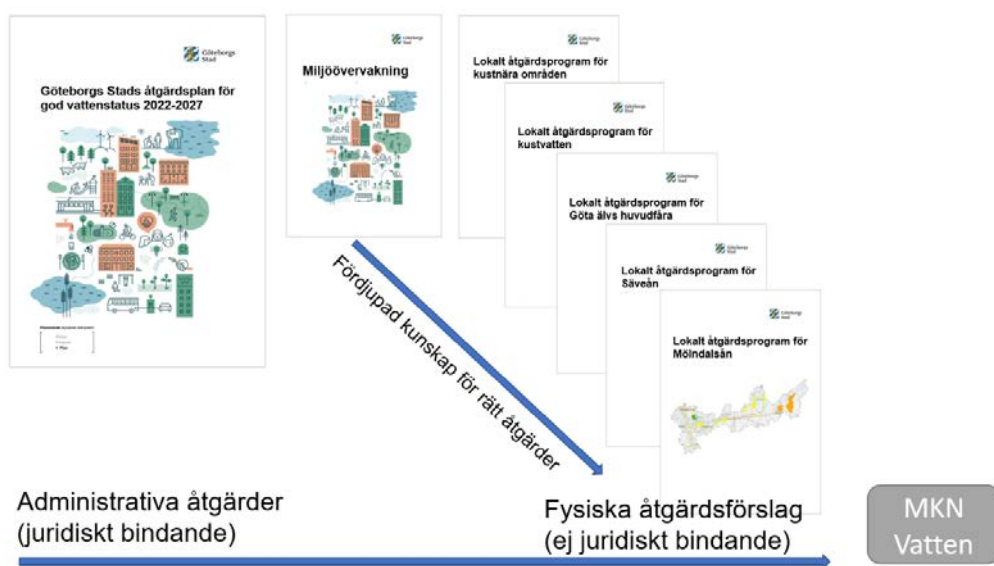 Göteborgs
Stad
Göteborgs Stads åtgärdsplan för
god vattenstatus 2022-2027
Göteborgs
Stad
Miljöövervakning
Göteborgs
Stad
Lokalt åtgärdsprogram för
kustnära områden
Göteborgs
Stad
Lokalt åtgärdsprogram för
kustvatten
Göteborgs
Stad
Lokalt åtgärdsprogram för
Göta älvs huvudfåra
Göteborgs
Stad
Lokalt åtgärdsprogram för
Säveån
Göteborgs
Stad
Lokalt åtgärdsprogram för
Mölndalsån
Fördjupad kunskap för rätt åtgärder
Administrativa åtgärder
(juridiskt bindande)
Fysiska åtgärdsförslag
(ej juridiskt bindande)
MKN
Vatten